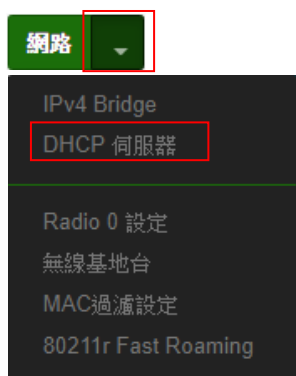 網路
IPv4 Bridge
DHCP 伺服器
Radio 0 設定
無線基地台
MAC過濾設定
80211r Fast Roaming